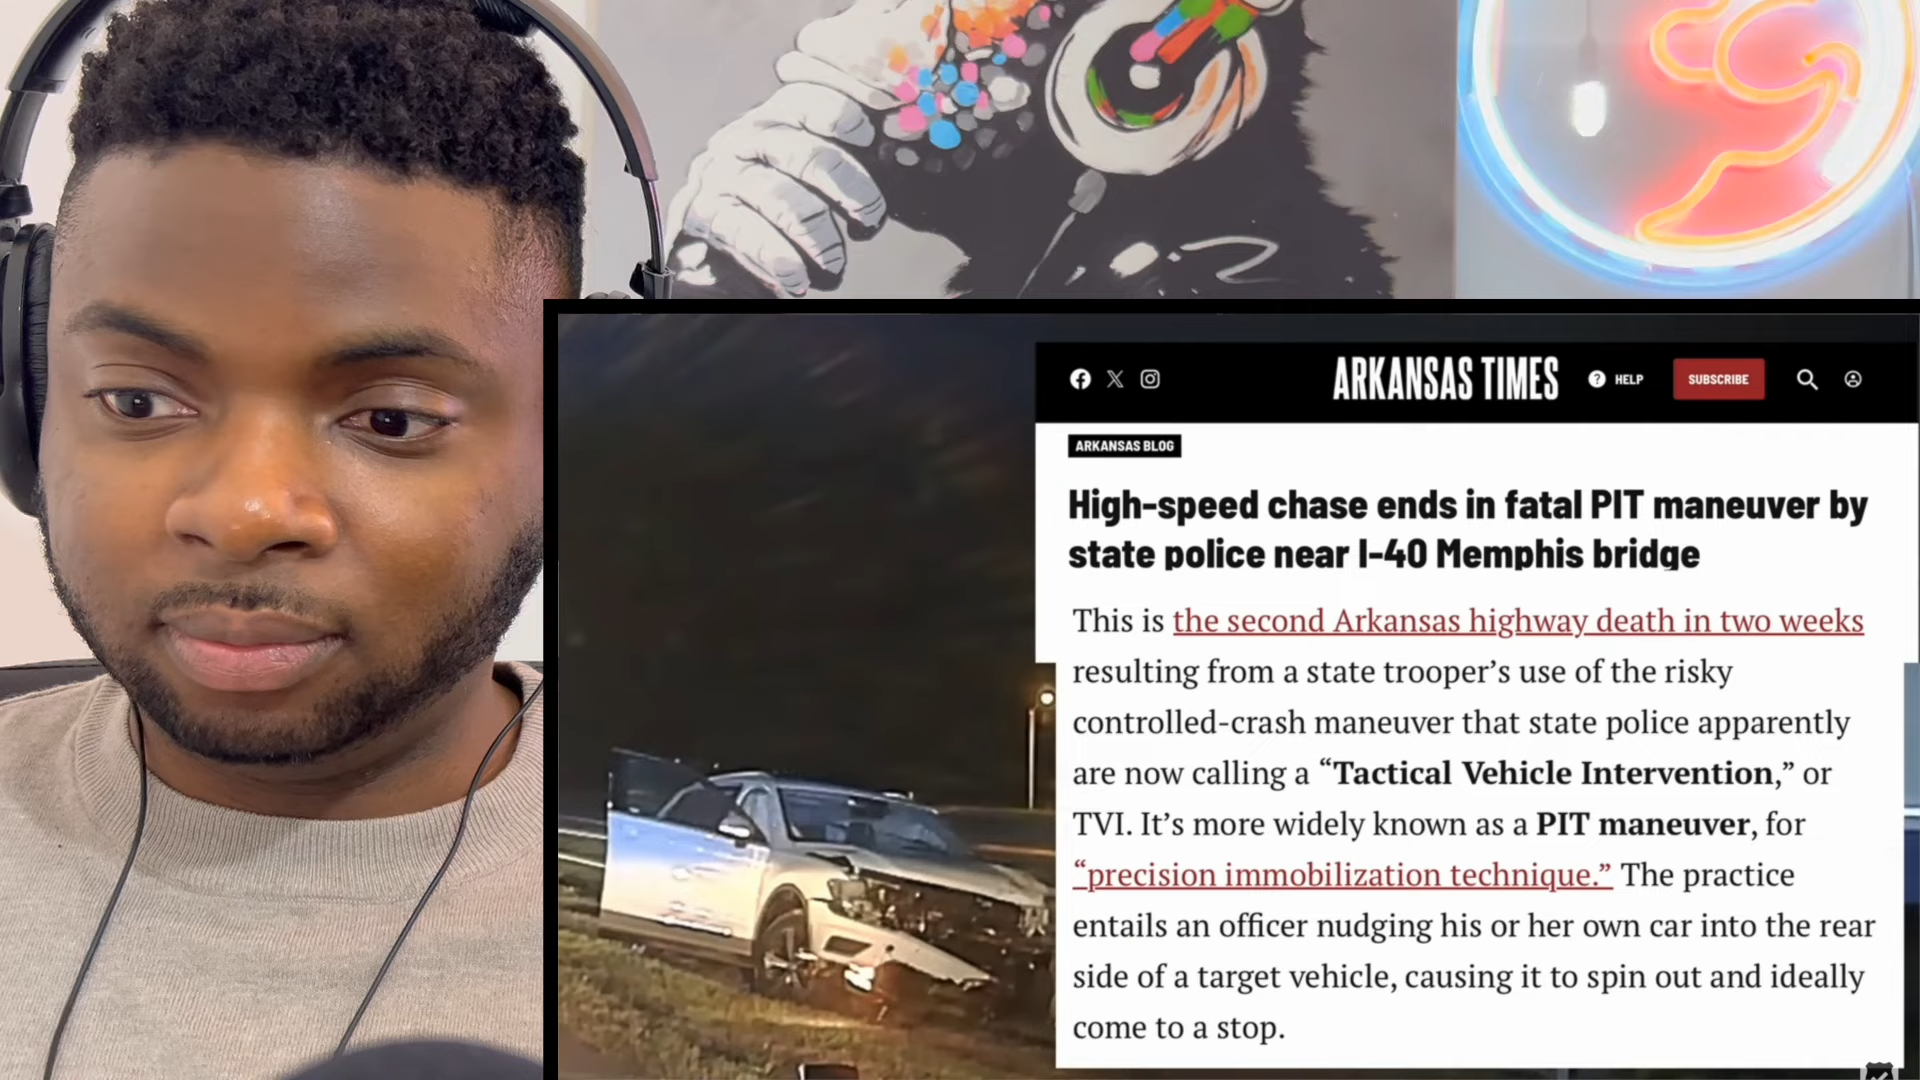 ARKANSAS TIMES
HELP
SUBSCRIBE
ARKANSAS BLOG
High-speed chase ends in fatal PIT maneuver by
state police near I-40 Memphis bridge
This is the second Arkansas highway death in two weeks
resulting from a state trooper’s use of the risky
controlled-crash maneuver that state police apparently
are now calling a “Tactical Vehicle Intervention,” or
TVI. It’s more widely known as a PIT maneuver, for
“precision immobilization technique.” The practice
entails an officer nudging his or her own car into the rear
side of a target vehicle, causing it to spin out and ideally
come to a stop.